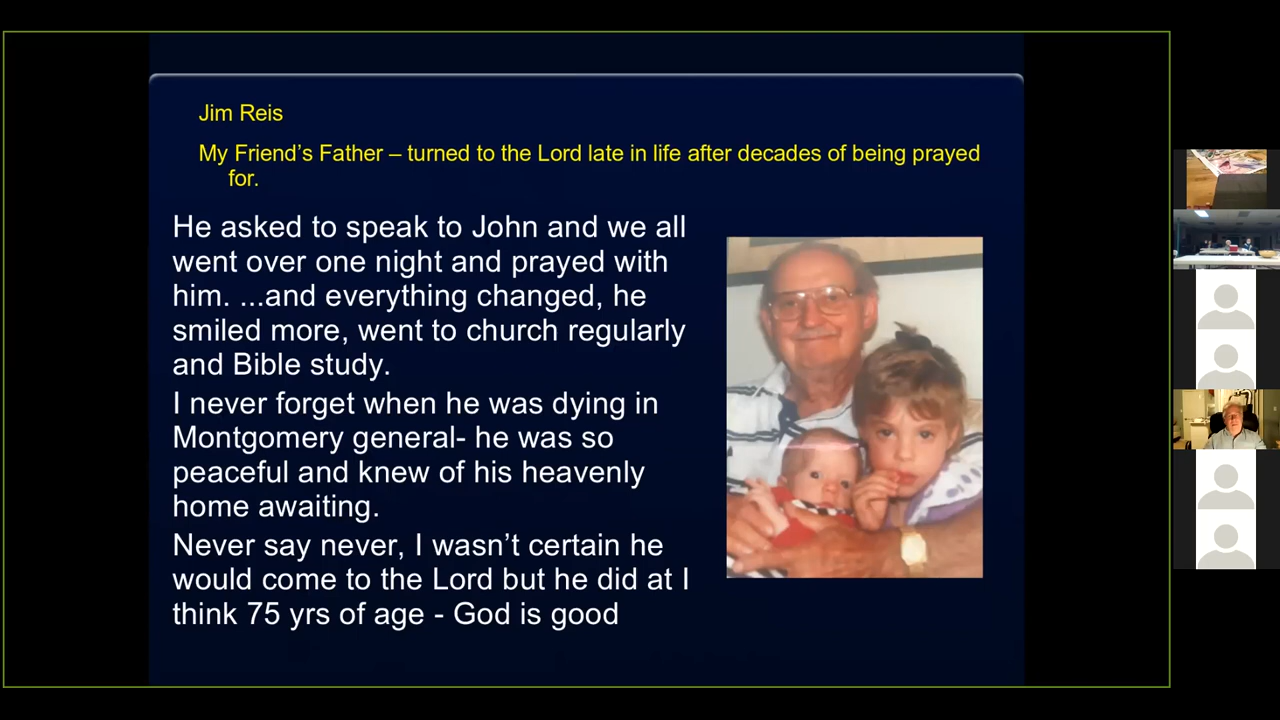 Jim Reis
My Friend’s Father – turned to the Lord late in life after decades of being prayed
for.
He asked to speak to John and we all
went over one night and prayed with
him. ...and everything changed, he
smiled more, went to church regularly
and Bible study.
I never forget when he was dying in
Montgomery general- he was so
peaceful and knew of his heavenly
home awaiting.
Never say never, I wasn’t certain he
would come to the Lord but he did at I
think 75 yrs of age - God is good